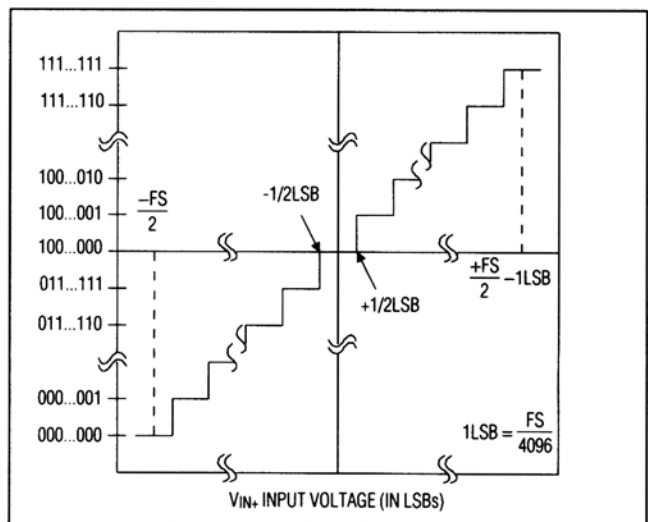 111...111
111...110
100...010
100...001
100...000
011...111
011...110
000...001
000...000
-FS
2
-1/2LSB
+1/2LSB
+FS
2 -1LSB
1LSB = FS
4096
VIN+ INPUT VOLTAGE (IN LSBs)